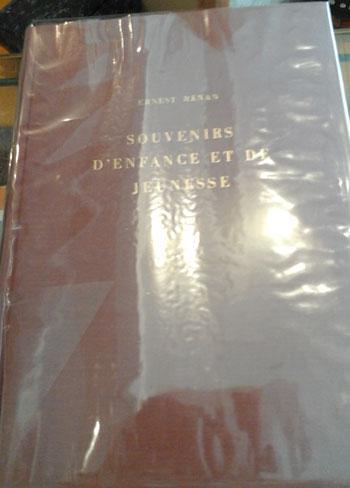 ERNEST RENAN
SOUVENIRS
D'ENFANCE ET DE
JEUNESSE